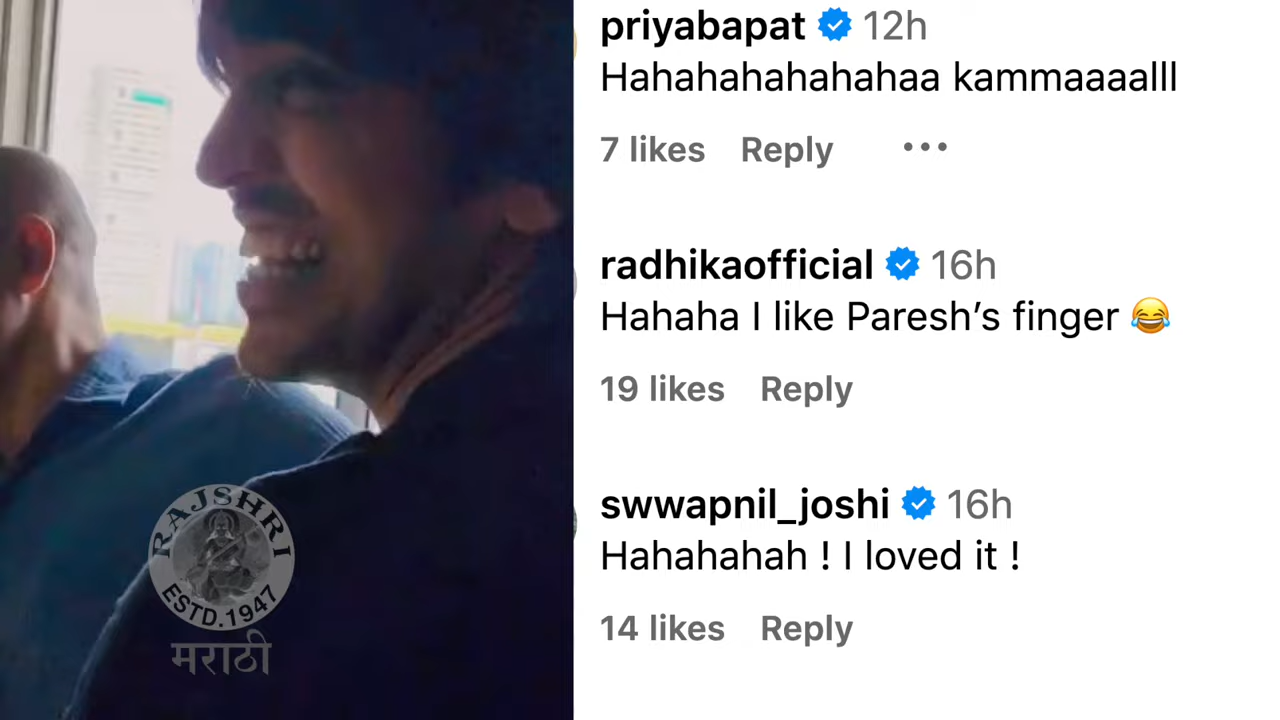 priyabapat 12h
Hahahahahahahaa kammaaaalll
7 likes Reply •••
radhikaofficial 16h
Hahaha I like Paresh’s finger 😂
19 likes Reply
swwapnil_joshi 16h
Hahahahah ! I loved it !
14 likes Reply
RAJSHRI
ESTD.1947
मराठी